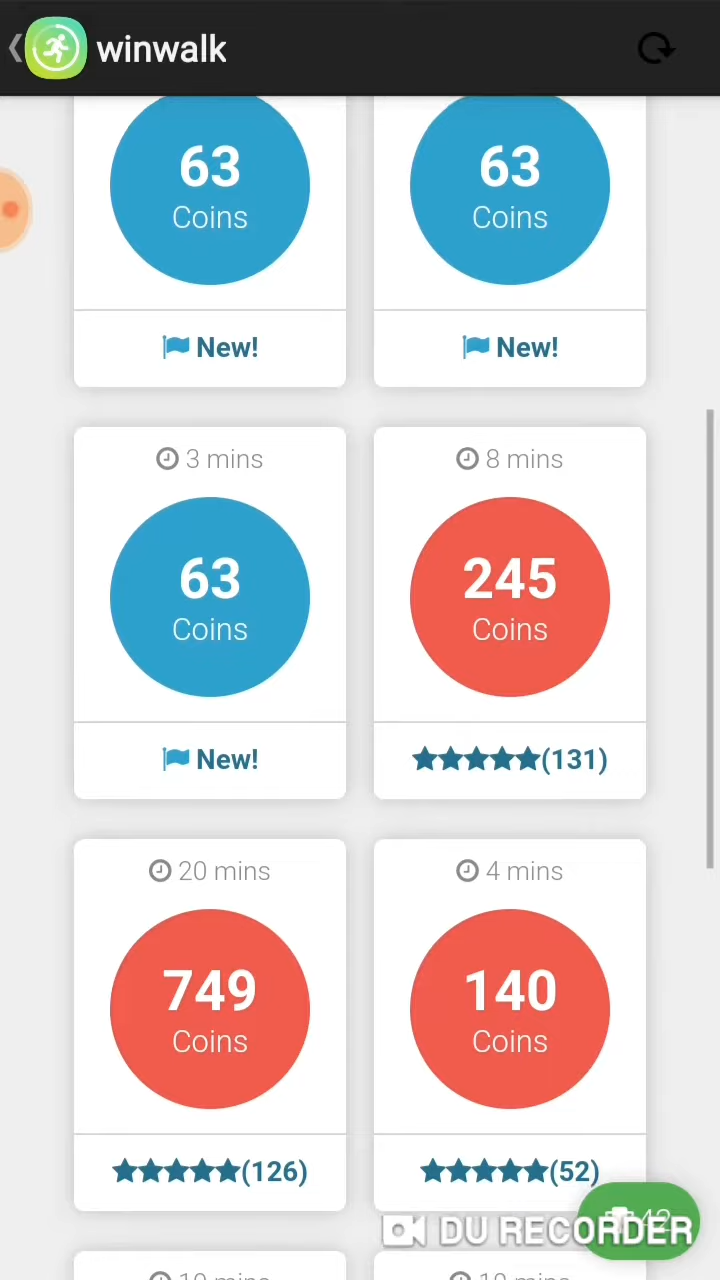 winwalk
63 63
Coins Coins
New! New!
3 mins 8 mins
63 245
Coins Coins
New! (131)
20 mins 4 mins
749 140
Coins Coins
(126) (52)
42
DU RECORDER